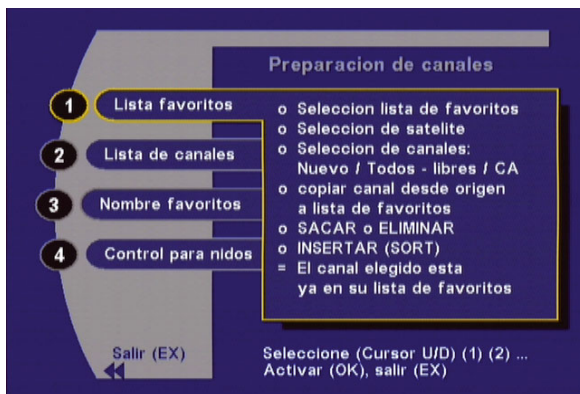 Preparacion de canales
1 Lista favoritos
2 Lista de canales
3 Nombre favoritos
4 Control para nidos
o Seleccion lista de favoritos
o Selecion de satelite
o Seleccion de canales:
Nuevo / Todos - libres / CA
o copiar canal desde origen
a lista de favoritos
o SACAR o ELIMINAR
o INSERTAR (SORT)
= El canal elegido esta
ya en su lista de favoritos
Salir (EX)
Seleccione (Cursor U/D) (1) (2) ...
Activar (OK), salir (EX)